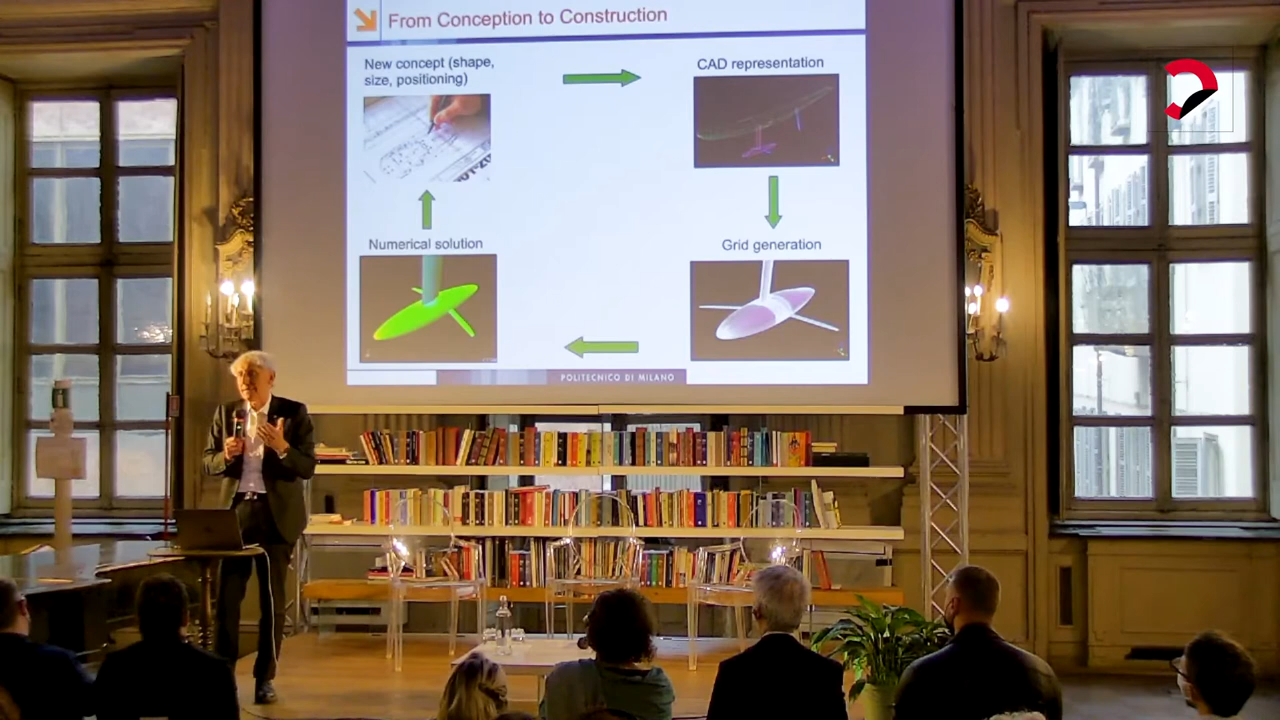 From Conception to Construction
New concept (shape,
size, positioning)
CAD representation
Numerical solution
Grid generation
POLITECNICO DI MILANO